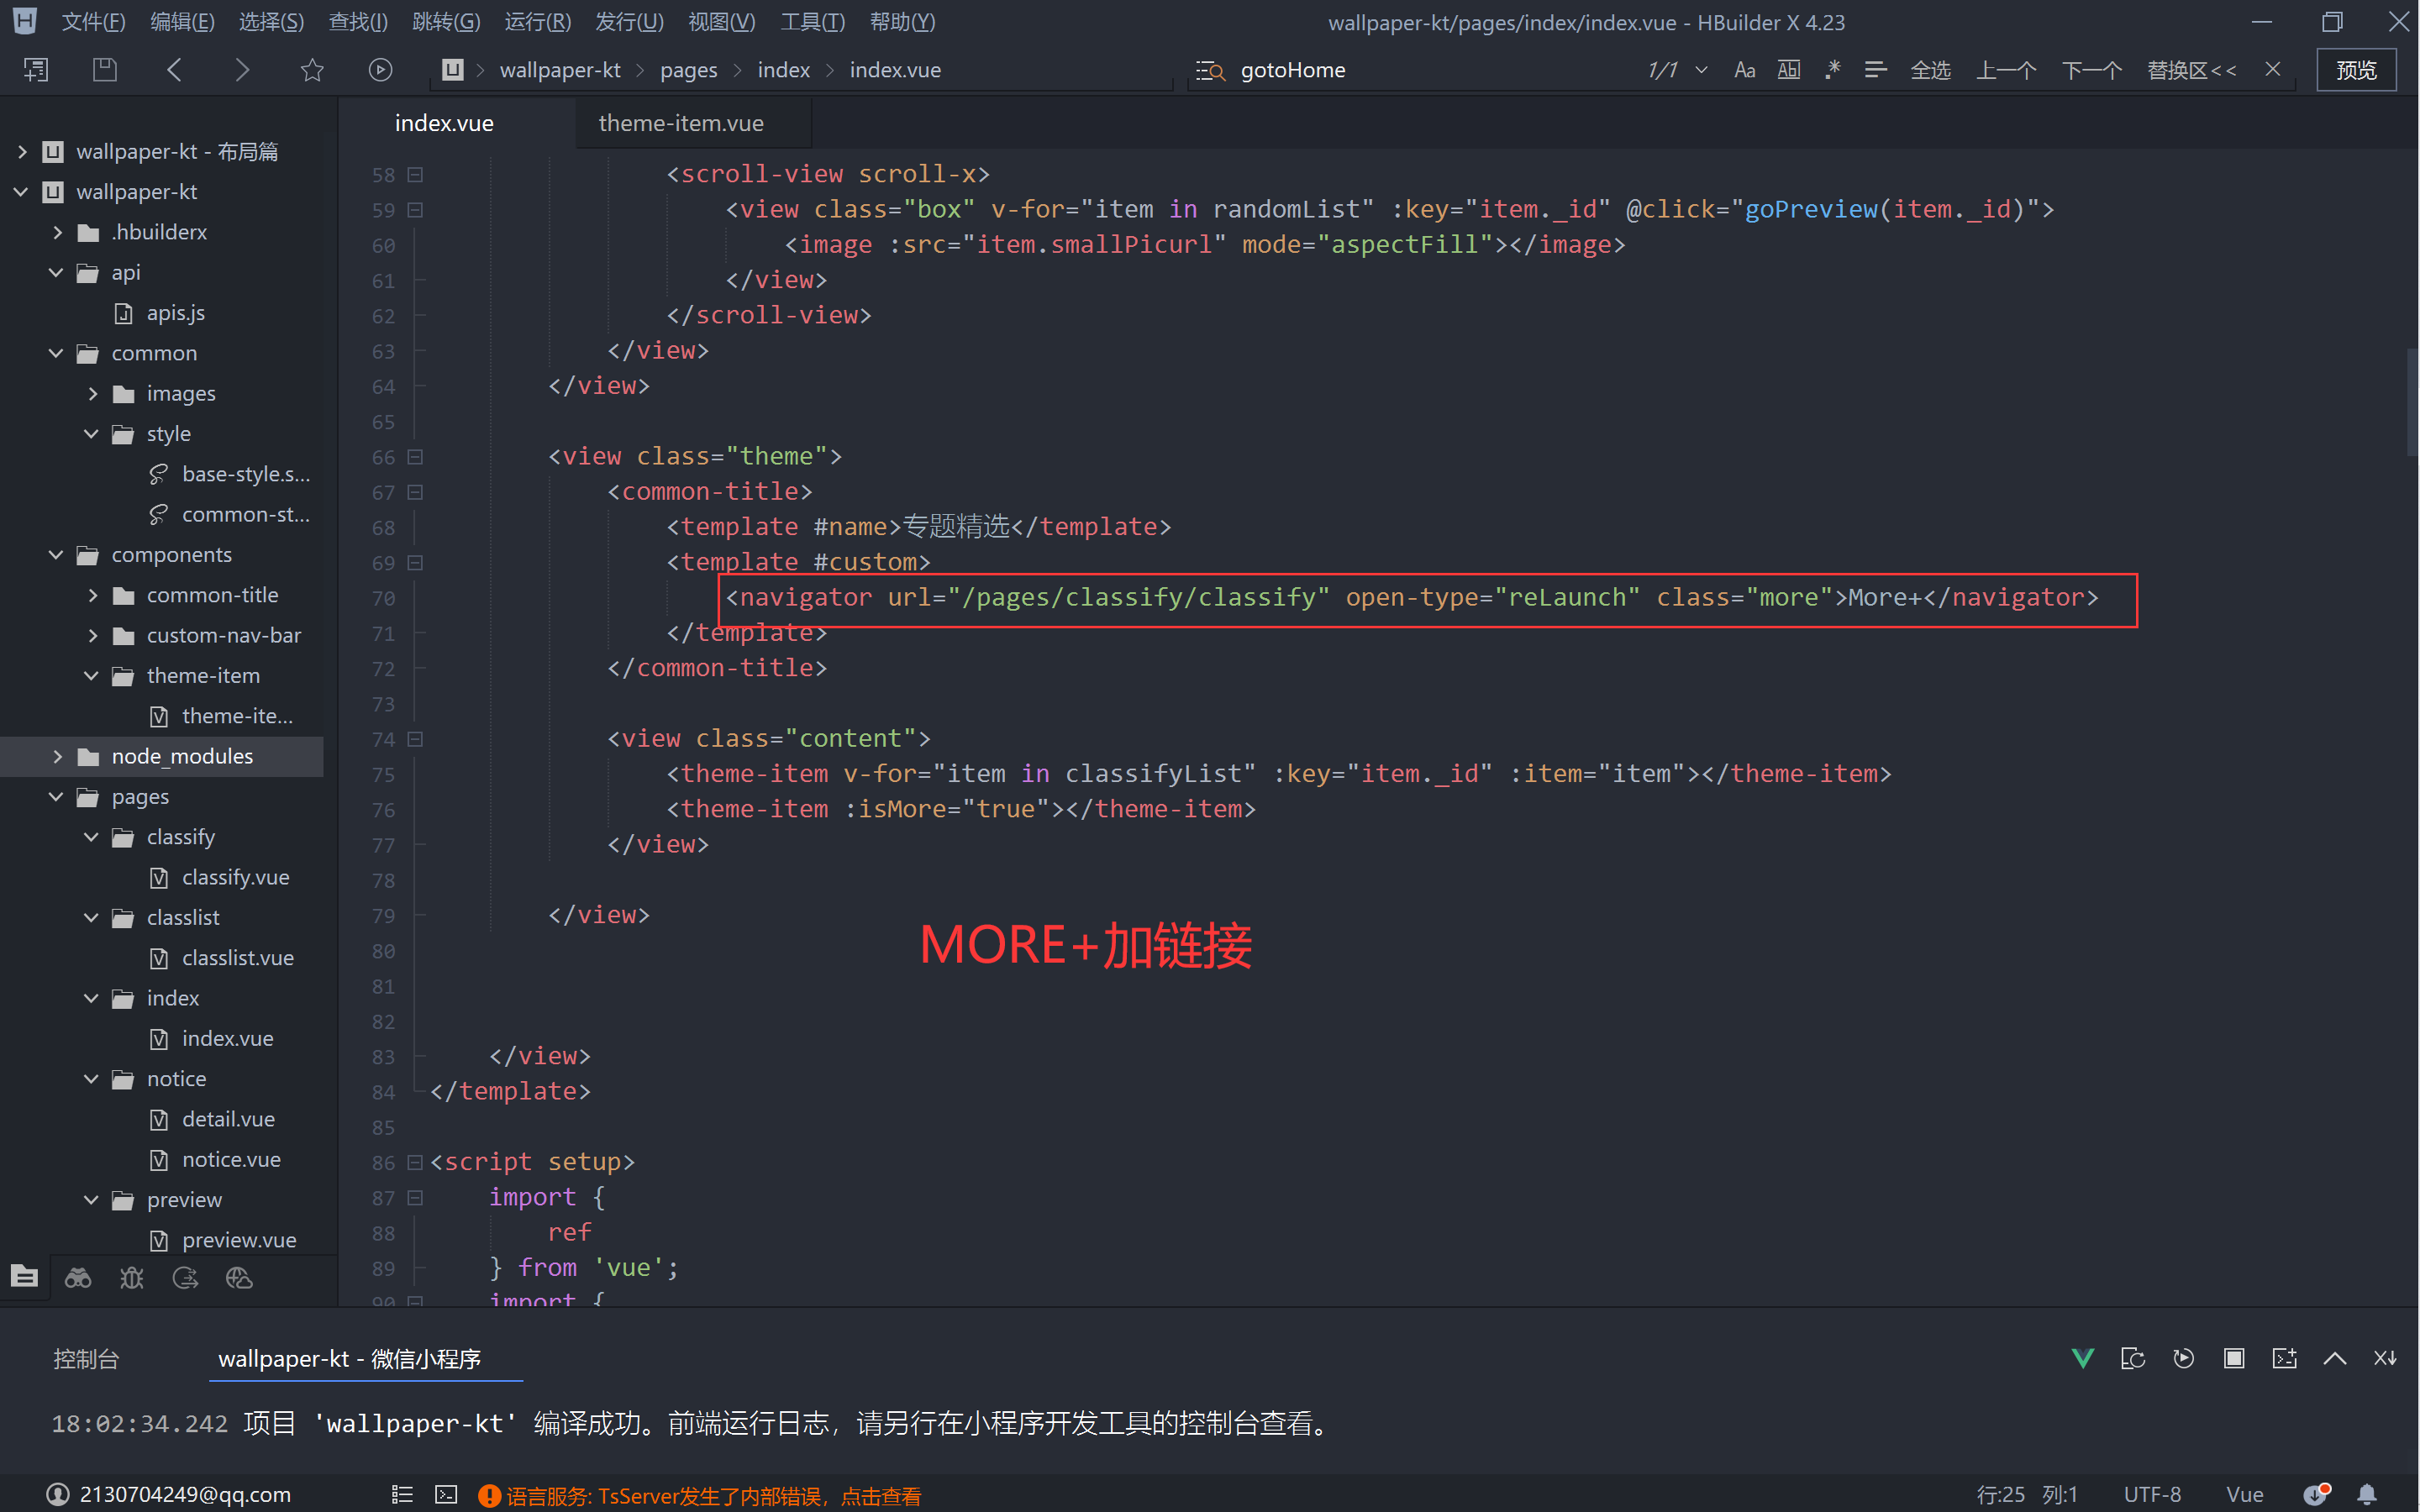 文件(F) 编辑(E) 选择(S) 查找(I) 跳转(G) 运行(R) 发行(U) 视图(V) 工具(T) 帮助(Y) wallpaper-kt/pages/index/index.vue - HBuilder X 4.23
wallpaper-kt > pages > index > index.vue gotoHome 1/1 Aa Ab .* 全选 上一个 下一个 替换区<< 预览
index.vue theme-item.vue
wallpaper-kt - 布局篇
wallpaper-kt
.hbuilderx
api
apis.js
common
images
style
base-style.s...
common-st...
components
common-title
custom-nav-bar
theme-item
theme-ite...
node_modules
pages
classify
classify.vue
classlist
classlist.vue
index
index.vue
notice
detail.vue
notice.vue
preview
preview.vue
58 <scroll-view scroll-x>
59 <view class="box" v-for="item in randomList" :key="item._id" @click="goPreview(item._id)">
60 <image :src="item.smallPicurl" mode="aspectFill"></image>
61 </view>
62 </scroll-view>
63 </view>
64 </view>
65
66 <view class="theme">
67 <common-title>
68 <template #name>专题精选</template>
69 <template #custom>
70 <navigator url="/pages/classify/classify" open-type="reLaunch" class="more">More+</navigator>
71 </template>
72 </common-title>
73
74 <view class="content">
75 <theme-item v-for="item in classifyList" :key="item._id" :item="item"></theme-item>
76 <theme-item :isMore="true"></theme-item>
77 </view>
78
79 </view>
80
MORE+加链接
81
82
83 </view>
84 </template>
85
86 <script setup>
87 import {
88 ref
89 } from 'vue';
90 import {
控制台 wallpaper-kt - 微信小程序
18:02:34.242 项目 'wallpaper-kt' 编译成功。前端运行日志，请另行在小程序开发工具的控制台查看。
2130704249@qq.com 语言服务: TsServer发生了内部错误，点击查看 行:25 列:1 UTF-8 Vue